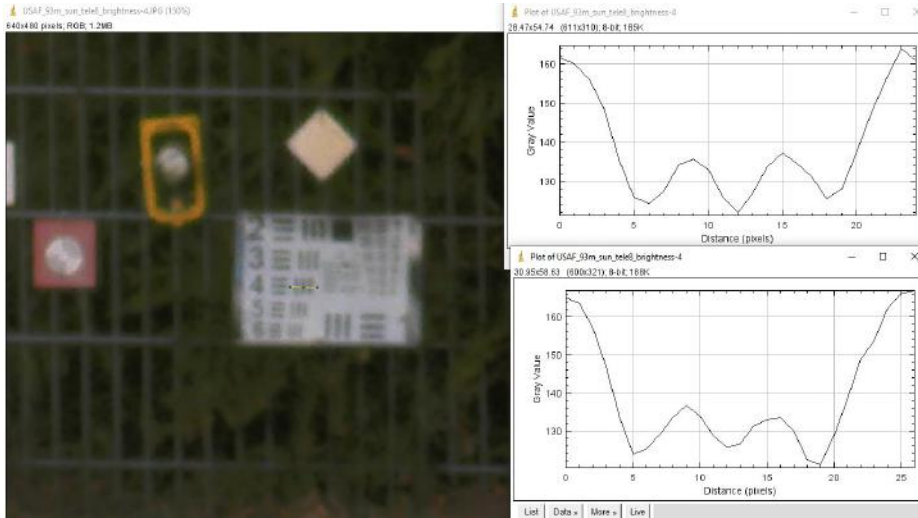 USAF_93m_sun_tele8_brightness-4.JPG (150%)
640x480 pixels; RGB; 1.2MB
2
3
4
5
6
Plot of USAF_93m_sun_tele8_brightness-4
28.47x54.74 (611x319); 8-bit; 185K
160
150
140
130
Gray Value
0
5
10
15
20
Distance (pixels)
Plot of USAF_93m_sun_tele8_brightness-4
30.95x58.63 (600x321); 8-bit; 188K
160
150
140
130
Gray Value
0
5
10
15
20
25
Distance (pixels)
List
Data »
More »
Live